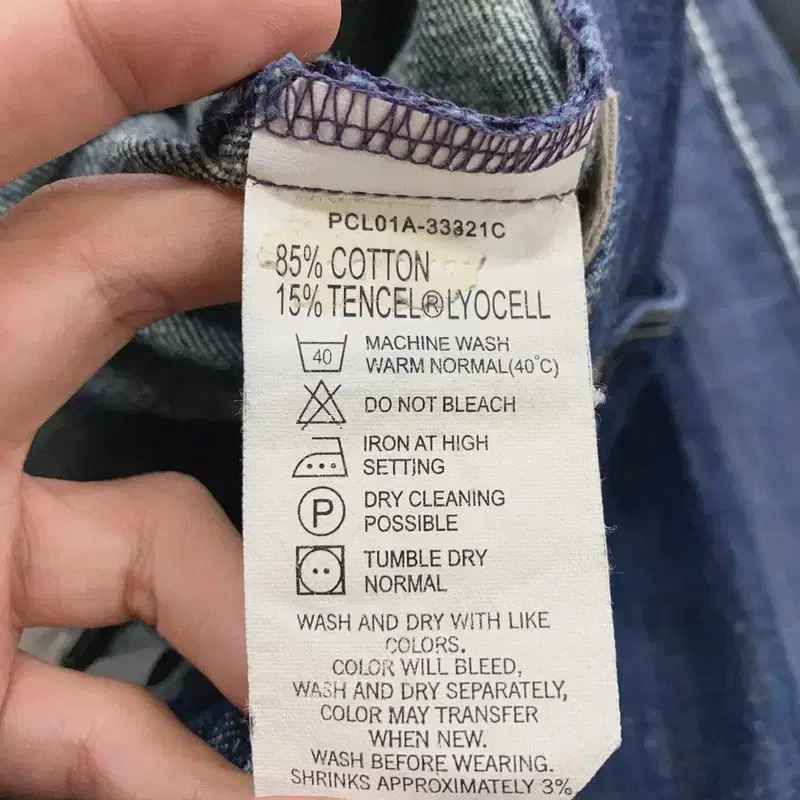 PCL01A-33321C
85% COTTON
15% TENCEL®LYOCELL
40
MACHINE WASH
WARM NORMAL(40°C)
DO NOT BLEACH
IRON AT HIGH
SETTING
P
DRY CLEANING
POSSIBLE
TUMBLE DRY
NORMAL
WASH AND DRY WITH LIKE
COLORS.
COLOR WILL BLEED,
WASH AND DRY SEPARATELY,
COLOR MAY TRANSFER
WHEN NEW.
WASH BEFORE WEARING.
SHRINKS APPROXIMATELY 3%